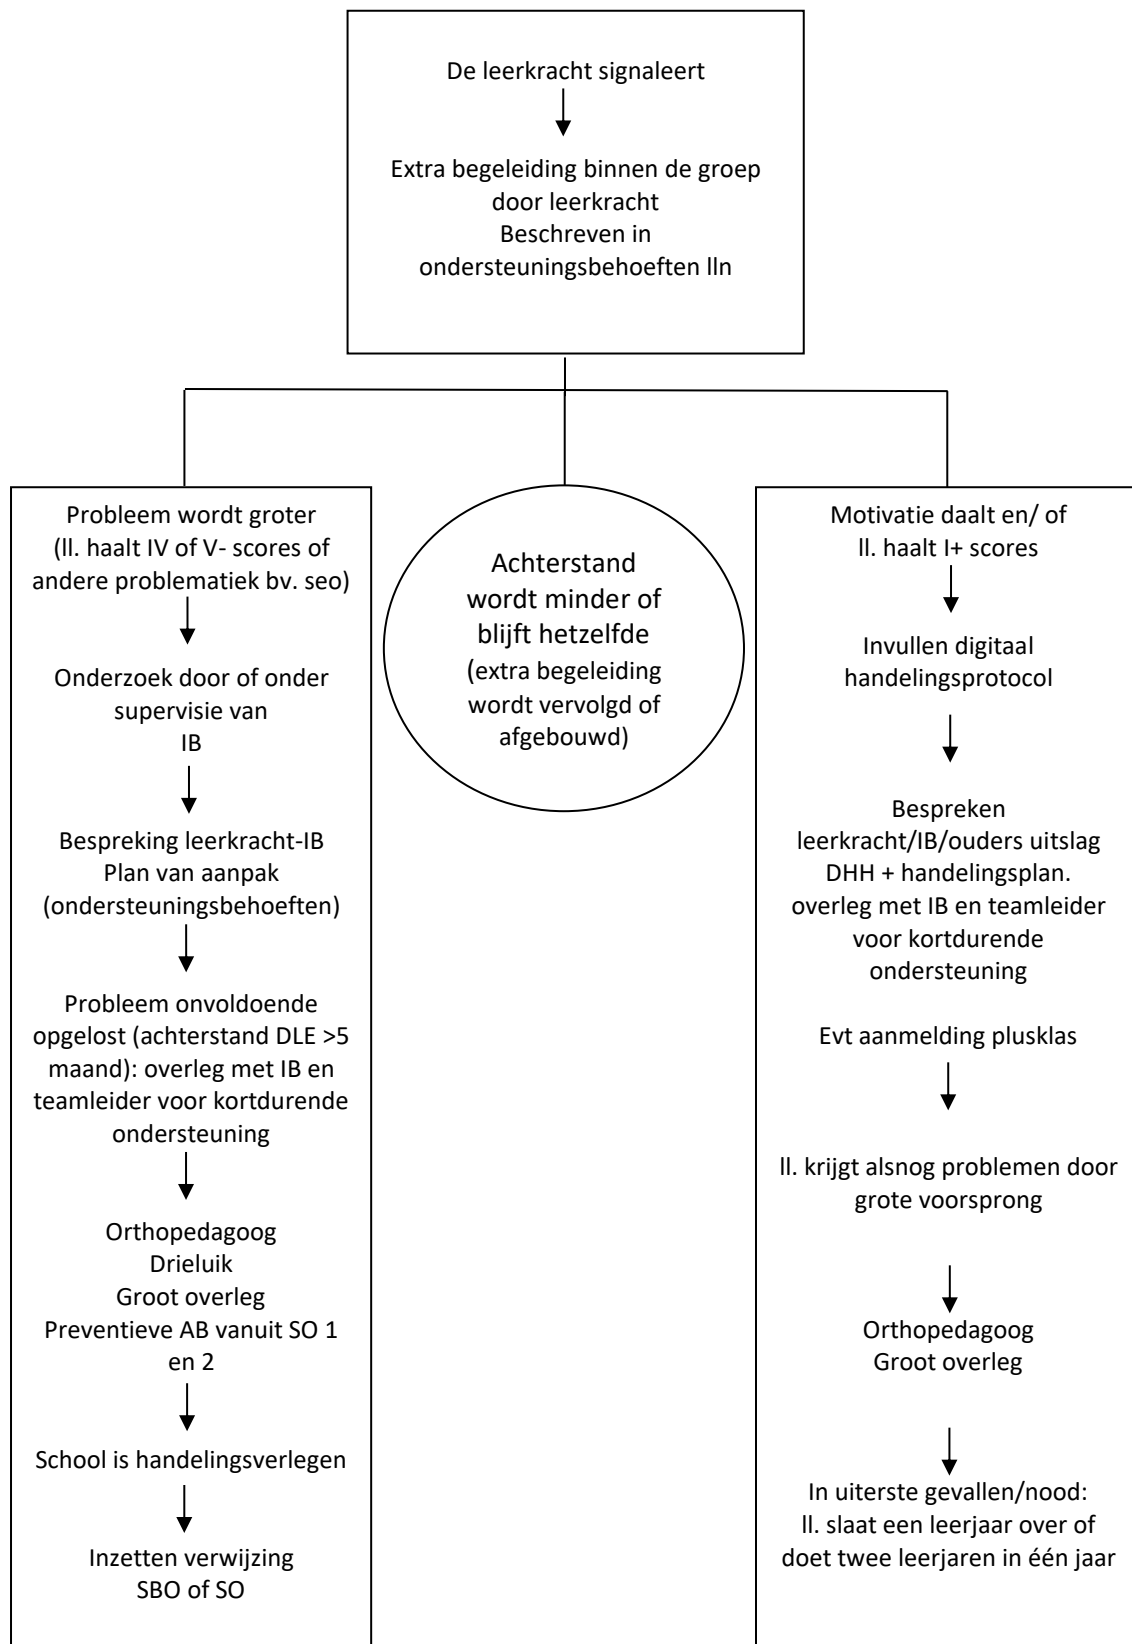 De leerkracht signaleert
Extra begeleiding binnen de groep
door leerkracht
Beschreven in
ondersteuningsbehoeften lln
Probleem wordt groter
(ll. haalt IV of V- scores of
andere problematiek bv. seo)
Onderzoek door of onder
supervisie van
IB
Bespreking leerkracht-IB
Plan van aanpak
(ondersteuningsbehoeften)
Probleem onvoldoende
opgelost (achterstand DLE >5
maand): overleg met IB en
teamleider voor kortdurende
ondersteuning
Orthopedagoog
Drieluik
Groot overleg
Preventieve AB vanuit SO 1
en 2
School is handelingsverlegen
Inzetten verwijzing
SBO of SO
Achterstand
wordt minder of
blijft hetzelfde
(extra begeleiding
wordt vervolgd of
afgebouwd)
Motivatie daalt en/ of
ll. haalt I+ scores
Invullen digitaal
handelingsprotocol
Bespreken
leerkracht/IB/ouders uitslag
DHH + handelingsplan.
overleg met IB en teamleider
voor kortdurende
ondersteuning
Evt aanmelding plusklas
ll. krijgt alsnog problemen door
grote voorsprong
Orthopedagoog
Groot overleg
In uiterste gevallen/nood:
ll. slaat een leerjaar over of
doet twee leerjaren in één jaar